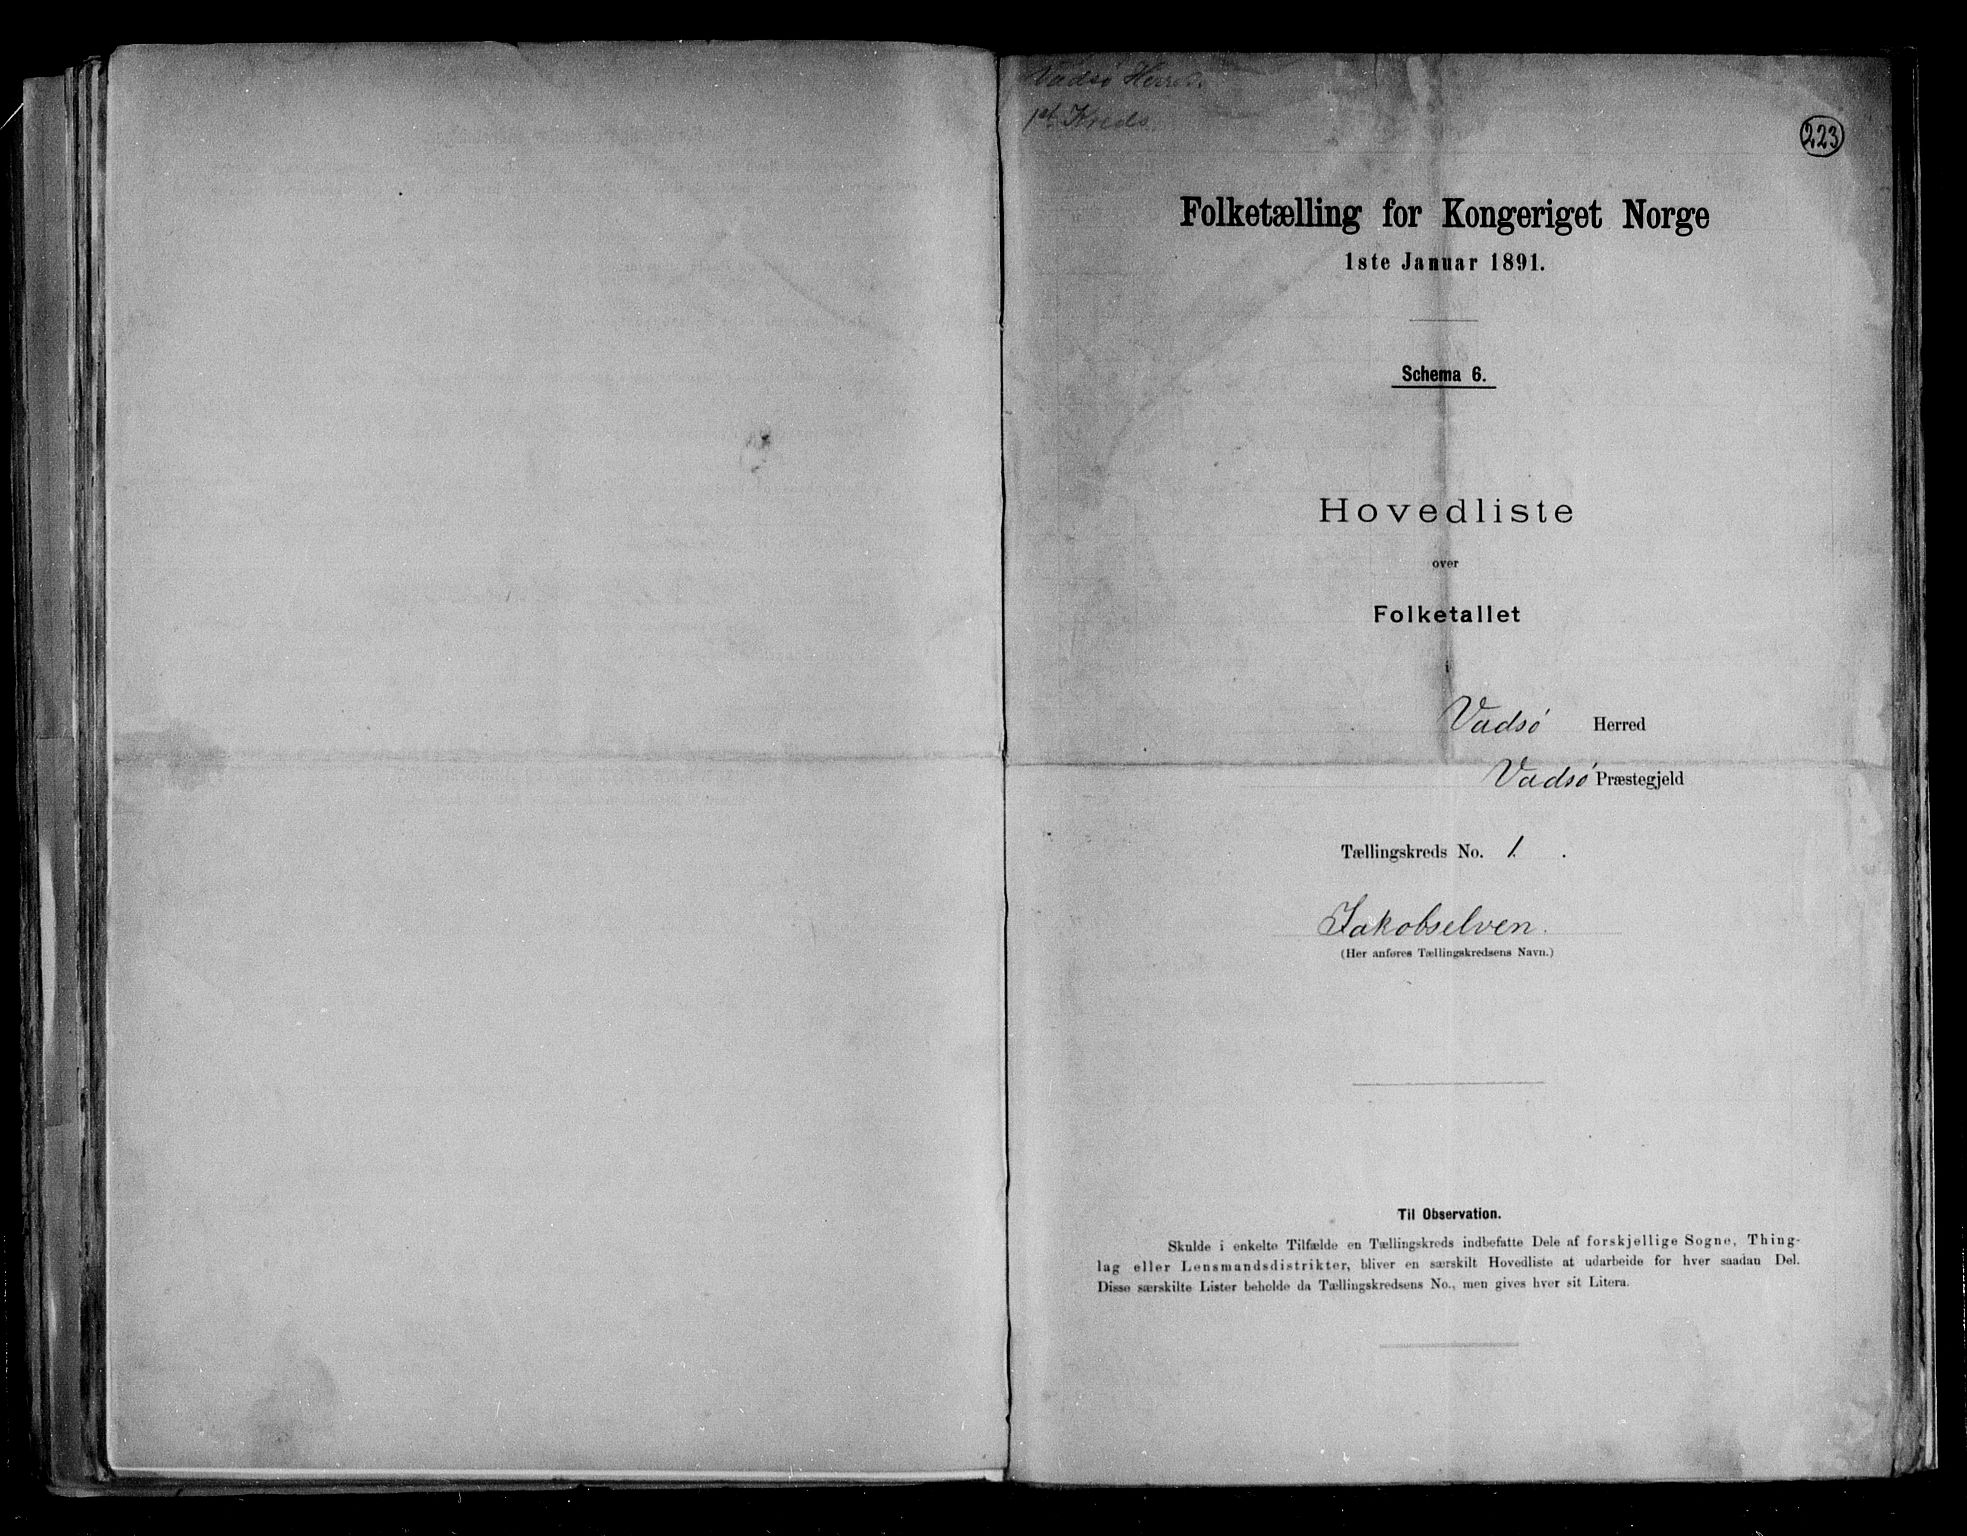 Vadsø Herred.
1st Kreds.
223
Folketælling for Kongeriget Norge
1ste Januar 1891.
Schema 6.
Hovedliste
over
Folketallet
i
Vadsø Herred
Vadsø Præstegjeld
Tællingskreds No. 1.
Jakobselven.
(Her anføres Tællingskredsens Navn.)
Til Observation.
Skulde i enkelte Tilfælde en Tællingskreds indbefatte Dele af forskjellige Sogne, Thing-
lag eller Lensmandsdistrikter, bliver en særskilt Hovedliste at udarbeide for hver saadan Del.
Disse særskilte Lister beholde da Tællingskredsens No., men gives hver sit Litera.